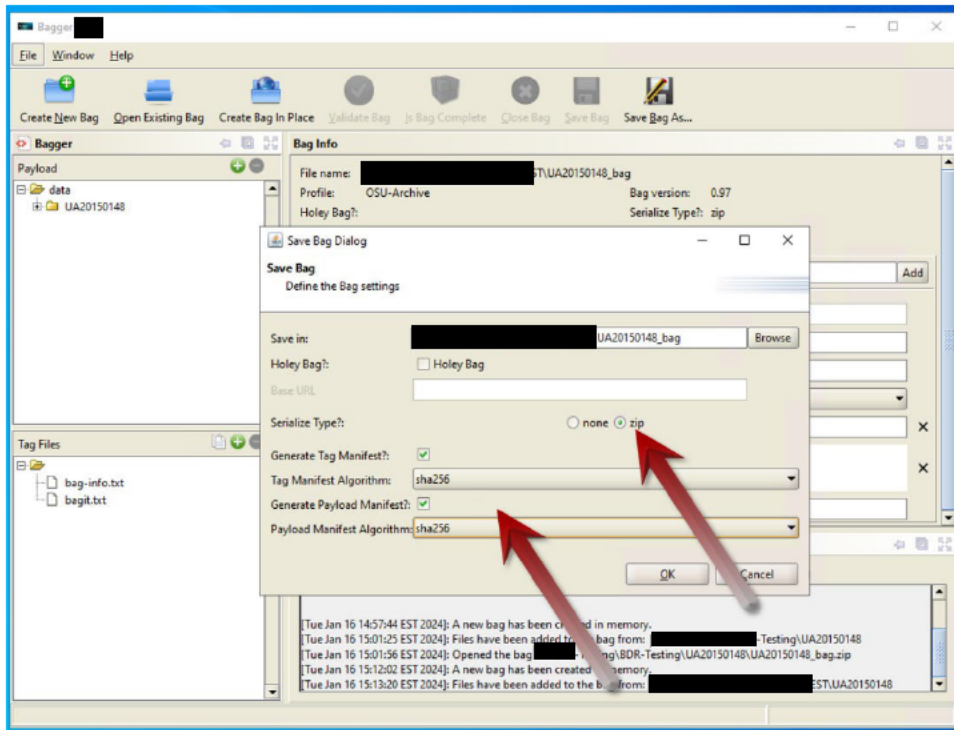 Bagger
File Window Help
Create New Bag Open Existing Bag Create Bag In Place Validate Bag Is Bag Complete Close Bag Save Bag Save Bag As...
Bagger
Payload
data
UA20150148
Tag Files
bag-info.txt
bagit.txt
Bag Info
File name: ST\UA20150148_bag
Profile: OSU-Archive Bag version: 0.97
Holey Bag?: Serialize Type?: zip
Add
Save Bag Dialog
Save Bag
Define the Bag settings
Save in: UA20150148_bag Browse
Holey Bag?: Holey Bag
Base URL
Serialize Type?: none zip
Generate Tag Manifest?:
Tag Manifest Algorithm: sha256
Generate Payload Manifest?:
Payload Manifest Algorithm: sha256
OK Cancel
[Tue Jan 16 14:57:44 EST 2024]: A new bag has been in memory.
[Tue Jan 16 15:01:25 EST 2024]: Files have been added bag from: -Testing\UA20150148
[Tue Jan 16 15:01:56 EST 2024]: Opened the bag \BDR-Testing\UA20150148\UA20150148_bag.zip
[Tue Jan 16 15:12:02 EST 2024]: A new bag has been created memory.
[Tue Jan 16 15:13:20 EST 2024]: Files have been added to the from: EST\UA20150148